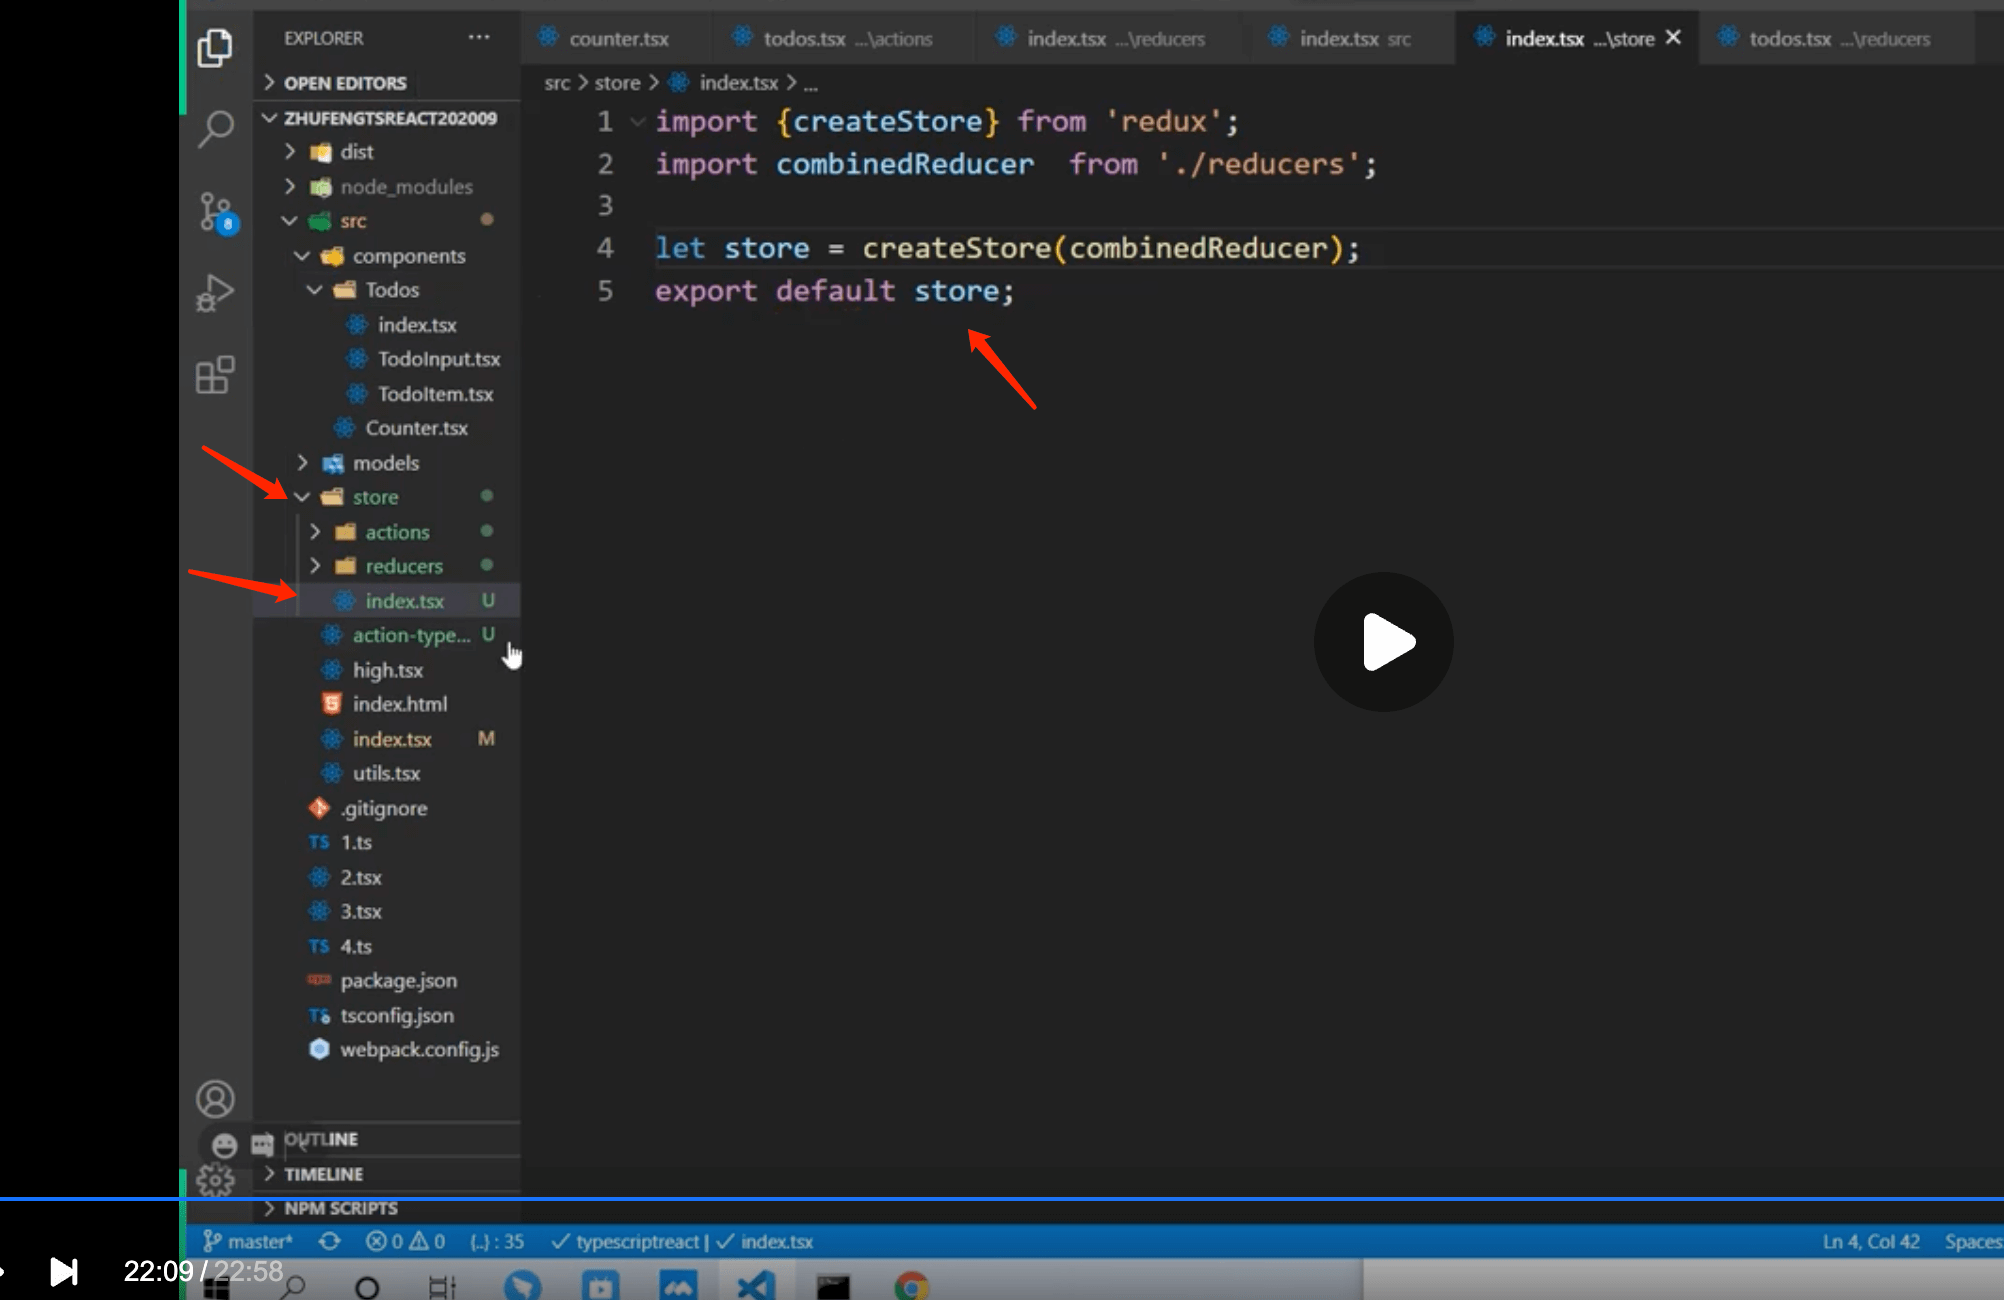 EXPLORER ...
counter.tsx
todos.tsx ...\actions
index.tsx ...\reducers
index.tsx src
index.tsx ...\store
todos.tsx ...\reducers
OPEN EDITORS
src > store > index.tsx > ...
ZHUFENGTSREACT202009
dist
node_modules
src
components
Todos
index.tsx
TodoInput.tsx
TodoItem.tsx
Counter.tsx
models
store
actions
reducers
index.tsx U
action-type... U
high.tsx
index.html
index.tsx M
utils.tsx
.gitignore
TS 1.ts
2.tsx
3.tsx
TS 4.ts
package.json
tsconfig.json
webpack.config.js
OUTLINE
TIMELINE
NPM SCRIPTS
8
1 import {createStore} from 'redux';
2 import combinedReducer  from './reducers';
3
4 let store = createStore(combinedReducer);
5 export default store;
master* 0 0 {..} : 35 typescriptreact | index.tsx
Ln 4, Col 42 Spaces
22:09 / 22:58